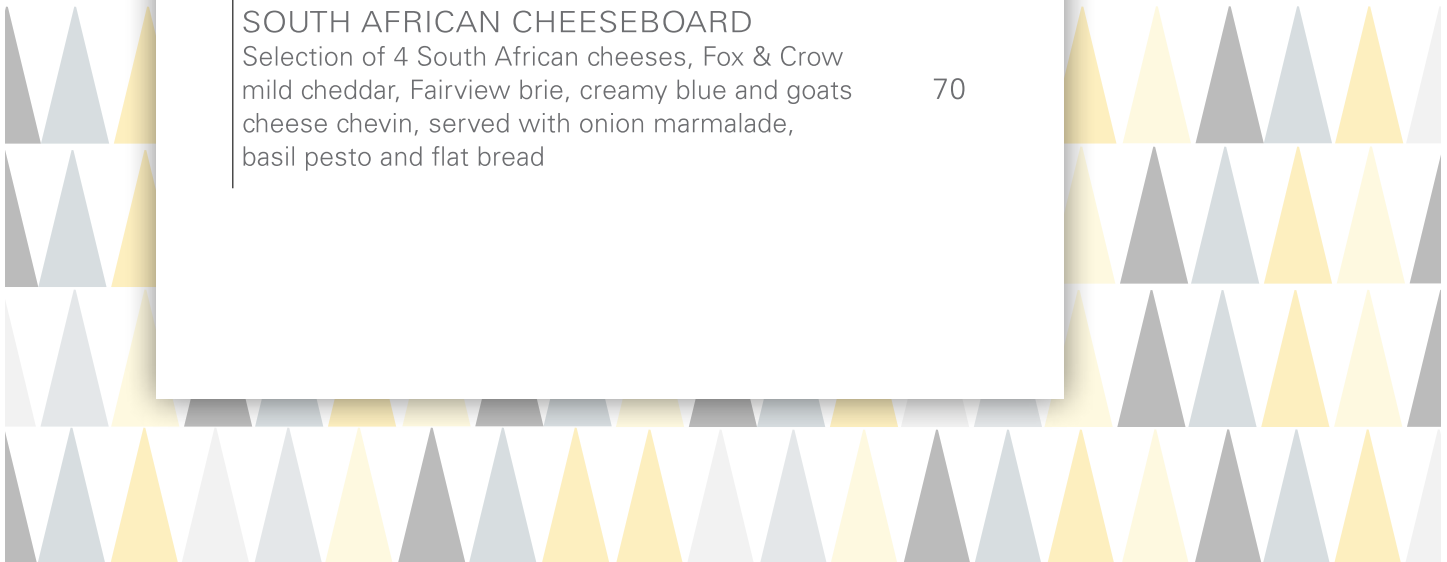 SOUTH AFRICAN CHEESEBOARD
Selection of 4 South African cheeses, Fox & Crow
mild cheddar, Fairview brie, creamy blue and goats 70
cheese chevin, served with onion marmalade,
basil pesto and flat bread